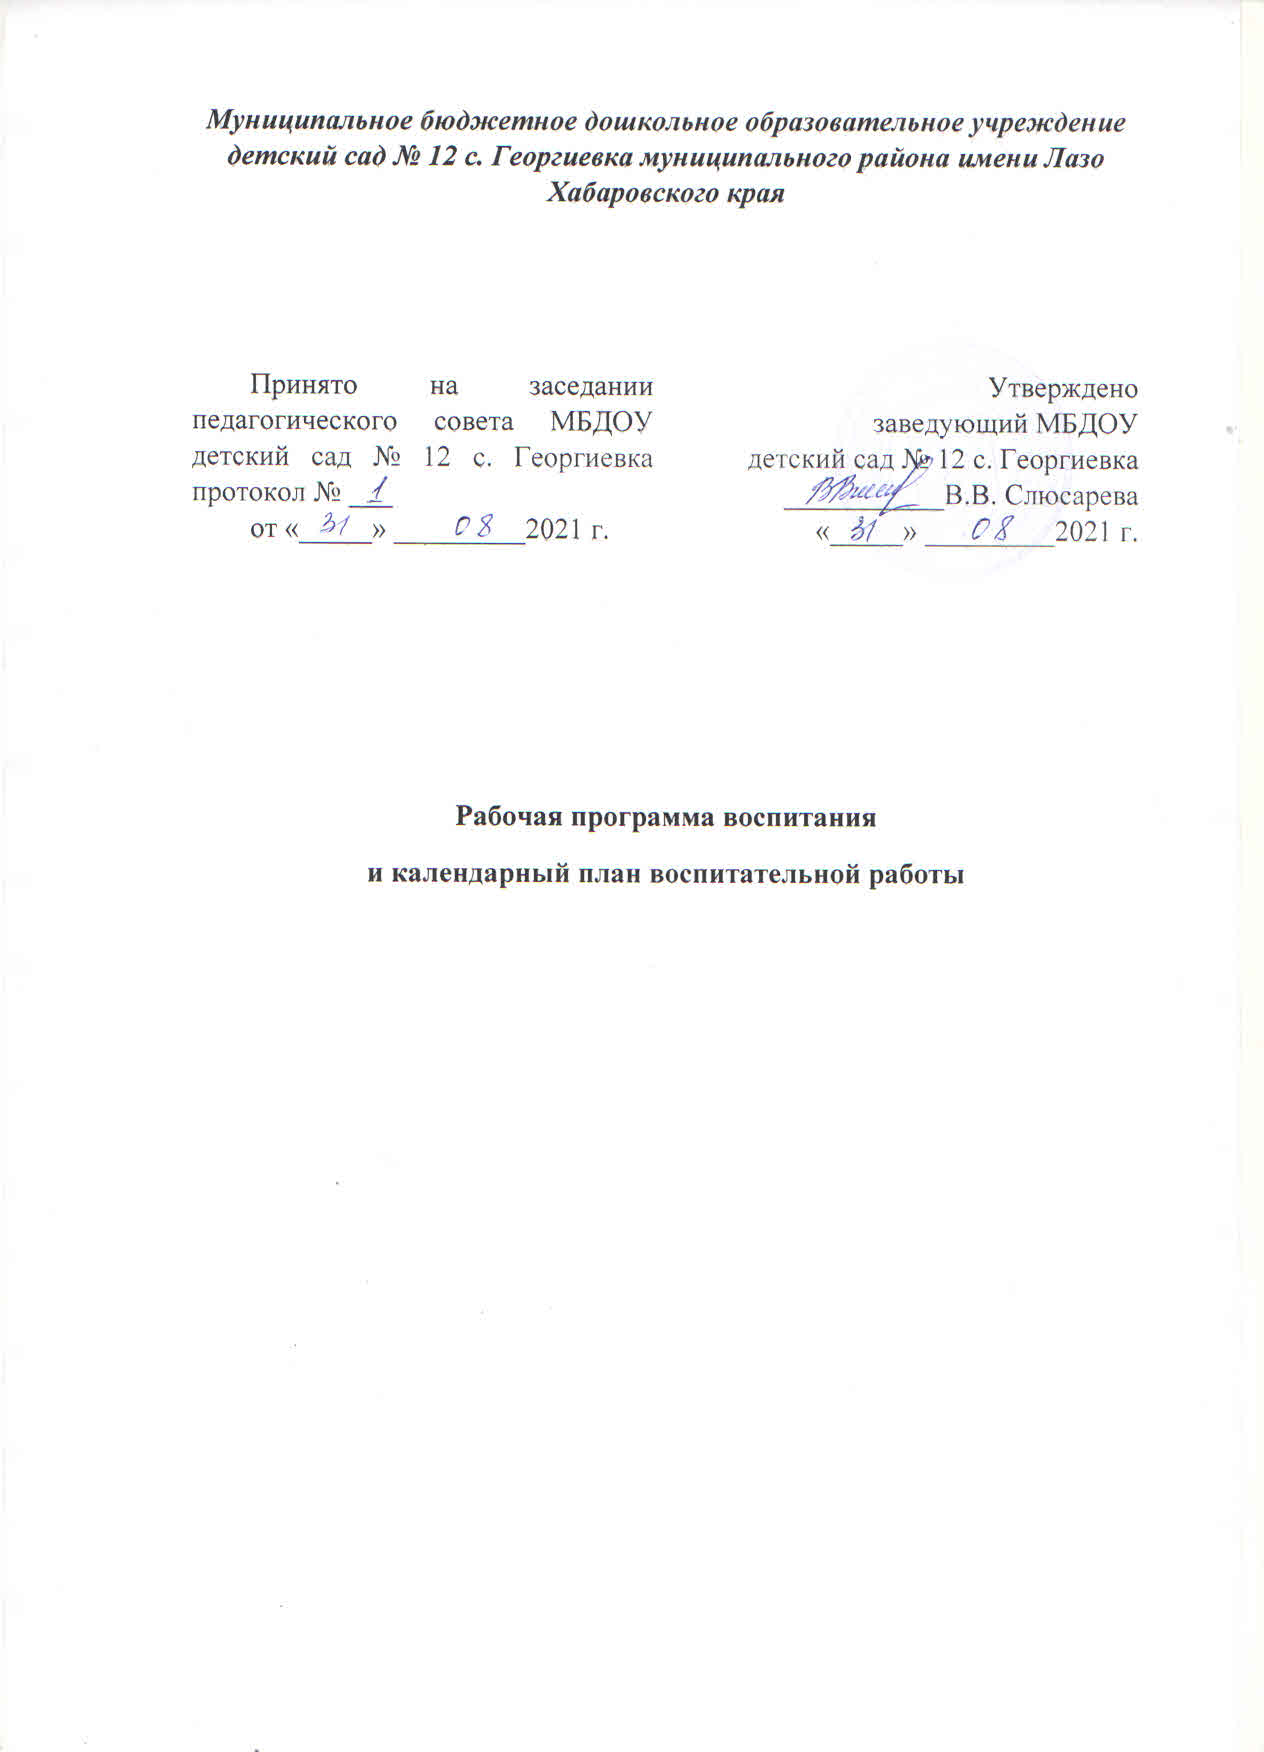 Муниципальное бюджетное дошкольное образовательное учреждение
детский сад № 12 с. Георгиевка муниципального района имени Лазо
Хабаровского края
Принято на заседании
педагогического совета МБДОУ
детский сад № 12 с. Георгиевка
протокол № 1
от «31» 08 2021 г.
Утверждено
заведующий МБДОУ
детский сад № 12 с. Георгиевка
В.В. Слюсарева
«31» 08 2021 г.
Рабочая программа воспитания
и календарный план воспитательной работы